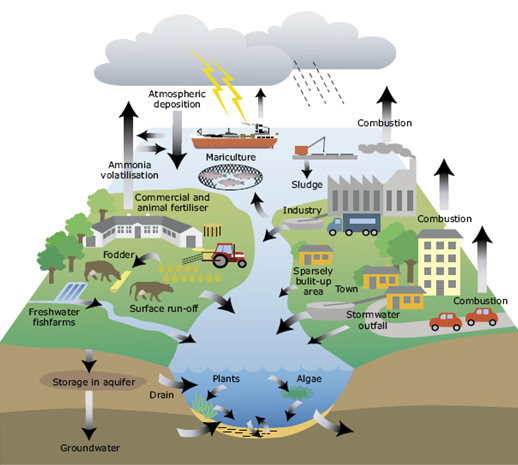 Atmospheric
deposition
Combustion
Ammonia
volatilisation
Mariculture
Sludge
Commercial and
animal fertiliser
Industry
Combustion
Fodder
Sparsely
bulit-up
area
Town
Freshwater
fishfarms
Surface run-off
Stormwater
outfall
Combustion
Storage in aquifer
Drain
Plants
Algae
Groundwater